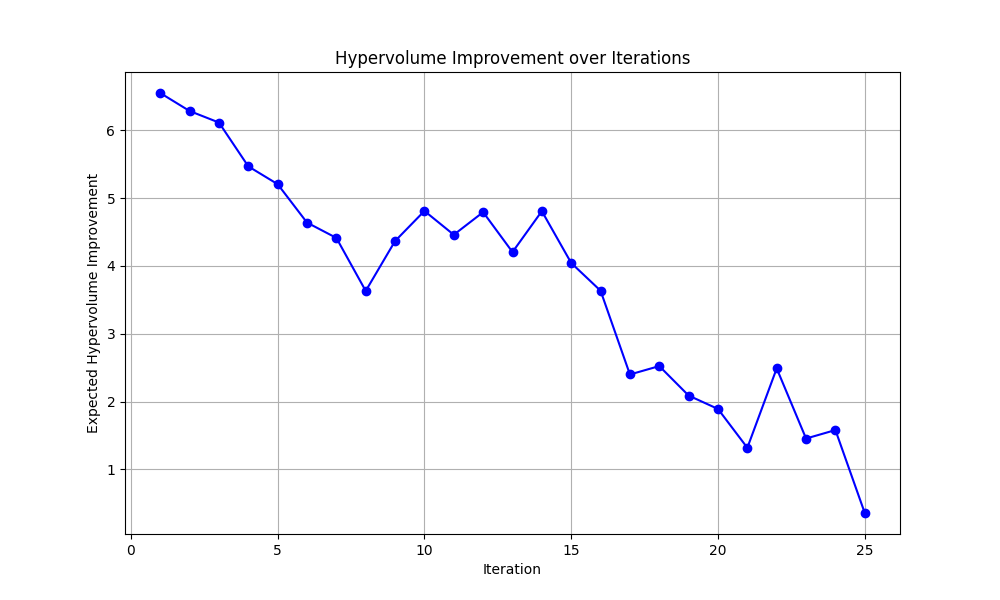 Hypervolume Improvement over Iterations
Expected Hypervolume Improvement
6
5
4
3
2
1
0 5 10 15 20 25
Iteration